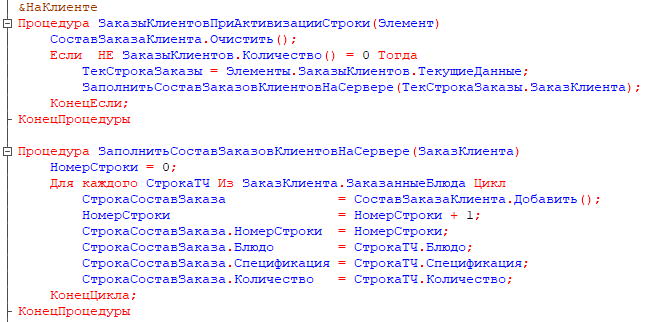 &НаКлиенте
Процедура ЗаказыКлиентовПриАктивизацииСтроки(Элемент)
СоставЗаказаКлиента.Очистить();
Если НЕ ЗаказыКлиентов.Количество() = 0 Тогда
ТекСтрокаЗаказы = Элементы.ЗаказыКлиентов.ТекущиеДанные;
ЗаполнитьСоставЗаказовКлиентовНаСервере(ТекСтрокаЗаказы.ЗаказКлиента);
КонецЕсли;
КонецПроцедуры
Процедура ЗаполнитьСоставЗаказовКлиентовНаСервере(ЗаказКлиента)
НомерСтроки = 0;
Для каждого СтрокаТЧ Из ЗаказКлиента.ЗаказанныеБлюда Цикл
СтрокаСоставЗаказа = СоставЗаказаКлиента.Добавить();
НомерСтроки = НомерСтроки + 1;
СтрокаСоставЗаказа.НомерСтроки = НомерСтроки;
СтрокаСоставЗаказа.Блюдо = СтрокаТЧ.Блюдо;
СтрокаСоставЗаказа.Спецификация = СтрокаТЧ.Спецификация;
СтрокаСоставЗаказа.Количество = СтрокаТЧ.Количество;
КонецЦикла;
КонецПроцедуры